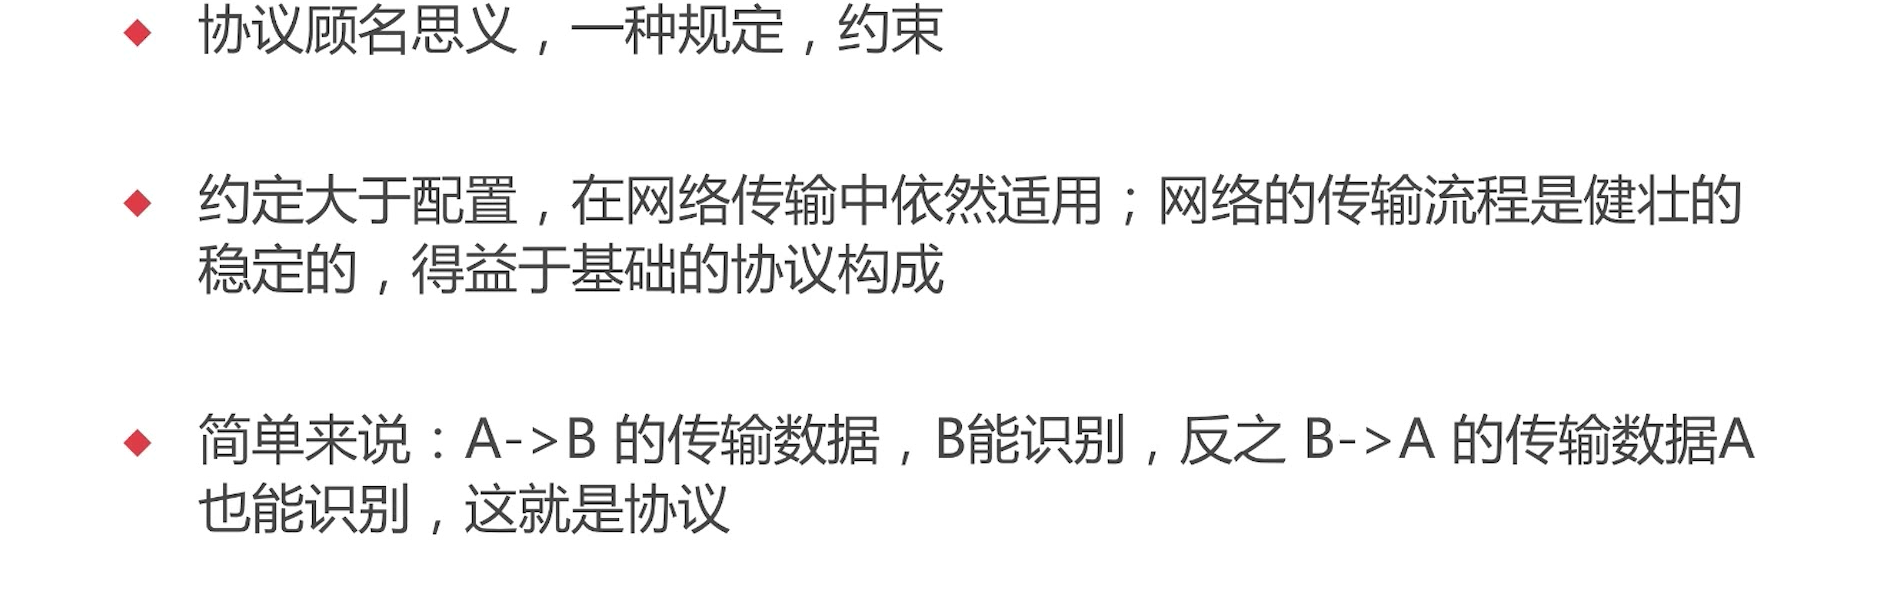 协议顾名思义，一种规定，约束
约定大于配置，在网络传输中依然适用；网络的传输流程是健壮的
稳定的，得益于基础的协议构成
简单来说：A->B 的传输数据，B能识别，反之 B->A 的传输数据A
也能识别，这就是协议